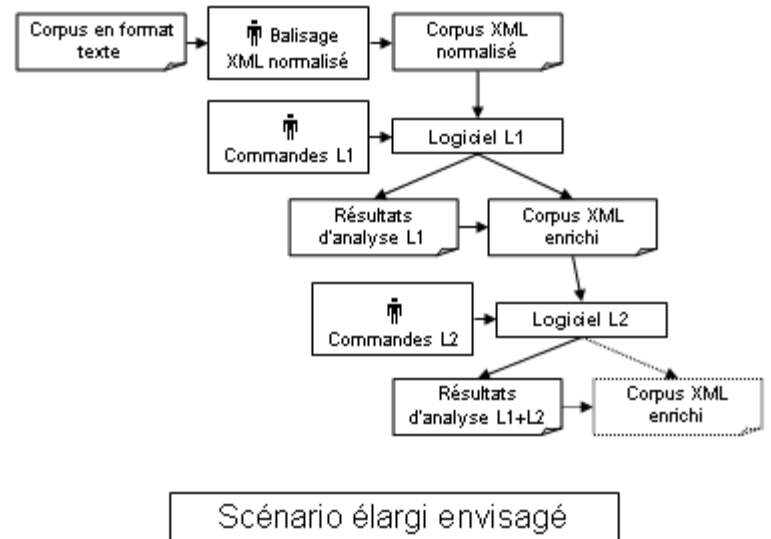 Corpus en format
texte
Balisage
XML normalisé
Corpus XML
normalisé
Commandes L1
Logiciel L1
Résultats
d'analyse L1
Corpus XML
enrichi
Commandes L2
Logiciel L2
Résultats
d'analyse L1+L2
Corpus XML
enrichi
Scénario élargi envisagé